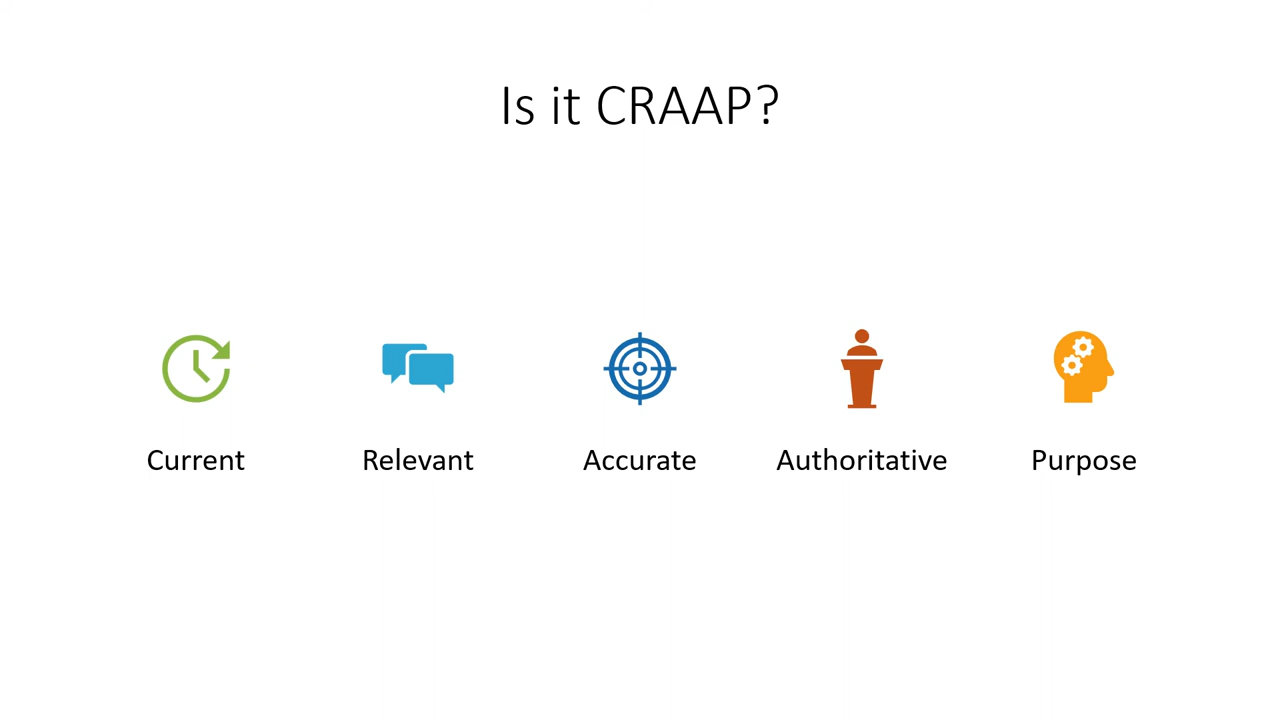 Is it CRAAP?
Current
Relevant
Accurate
Authoritative
Purpose